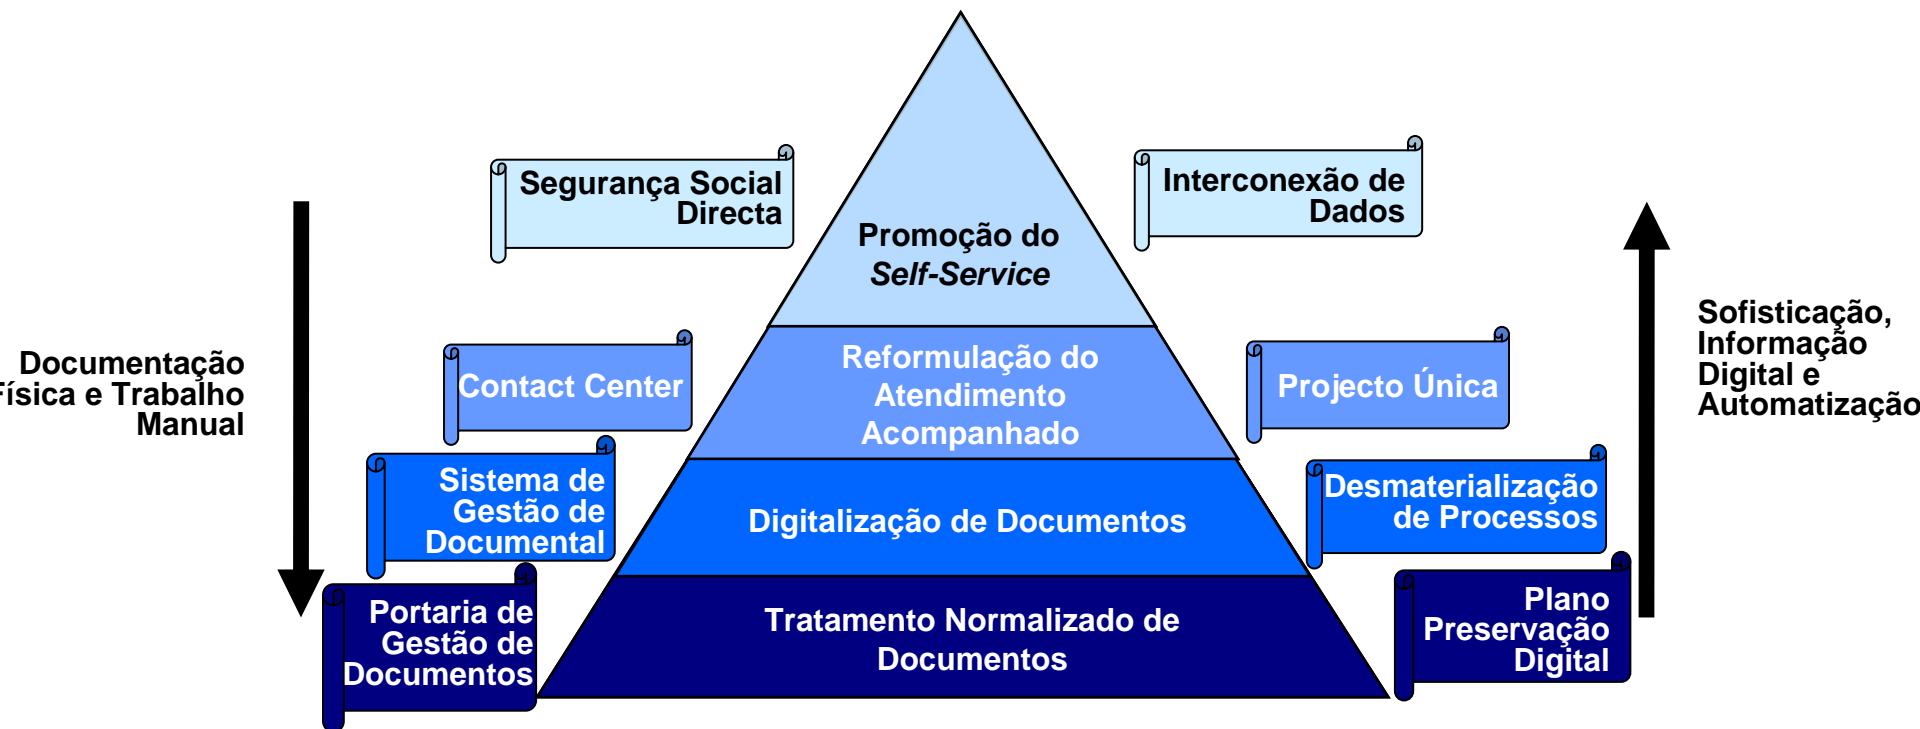 Segurança Social
Directa
Interconexão de
Dados
Promoção do
Self-Service
Documentação
Física e Trabalho
Manual
Sofisticação,
Informação
Digital e
Automatização
Contact Center
Reformulação do
Atendimento
Acompanhado
Projecto Única
Sistema de
Gestão de
Documental
Digitalização de Documentos
Desmaterialização
de Processos
Portaria de
Gestão de
Documentos
Tratamento Normalizado de
Documentos
Plano
Preservação
Digital